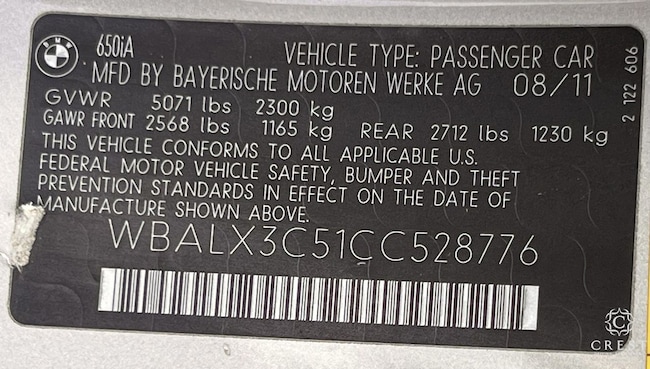 BMW
650iA
VEHICLE TYPE: PASSENGER CAR
MFD BY BAYERISCHE MOTOREN WERKE AG 08/11
GVWR 5071 lbs 2300 kg
GAWR FRONT 2568 lbs 1165 kg REAR 2712 lbs 1230 kg
THIS VEHICLE CONFORMS TO ALL APPLICABLE U.S.
FEDERAL MOTOR VEHICLE SAFETY, BUMPER AND THEFT
PREVENTION STANDARDS IN EFFECT ON THE DATE OF
MANUFACTURE SHOWN ABOVE.
WBALX3C51CC528776
2 122 606
C
CREST